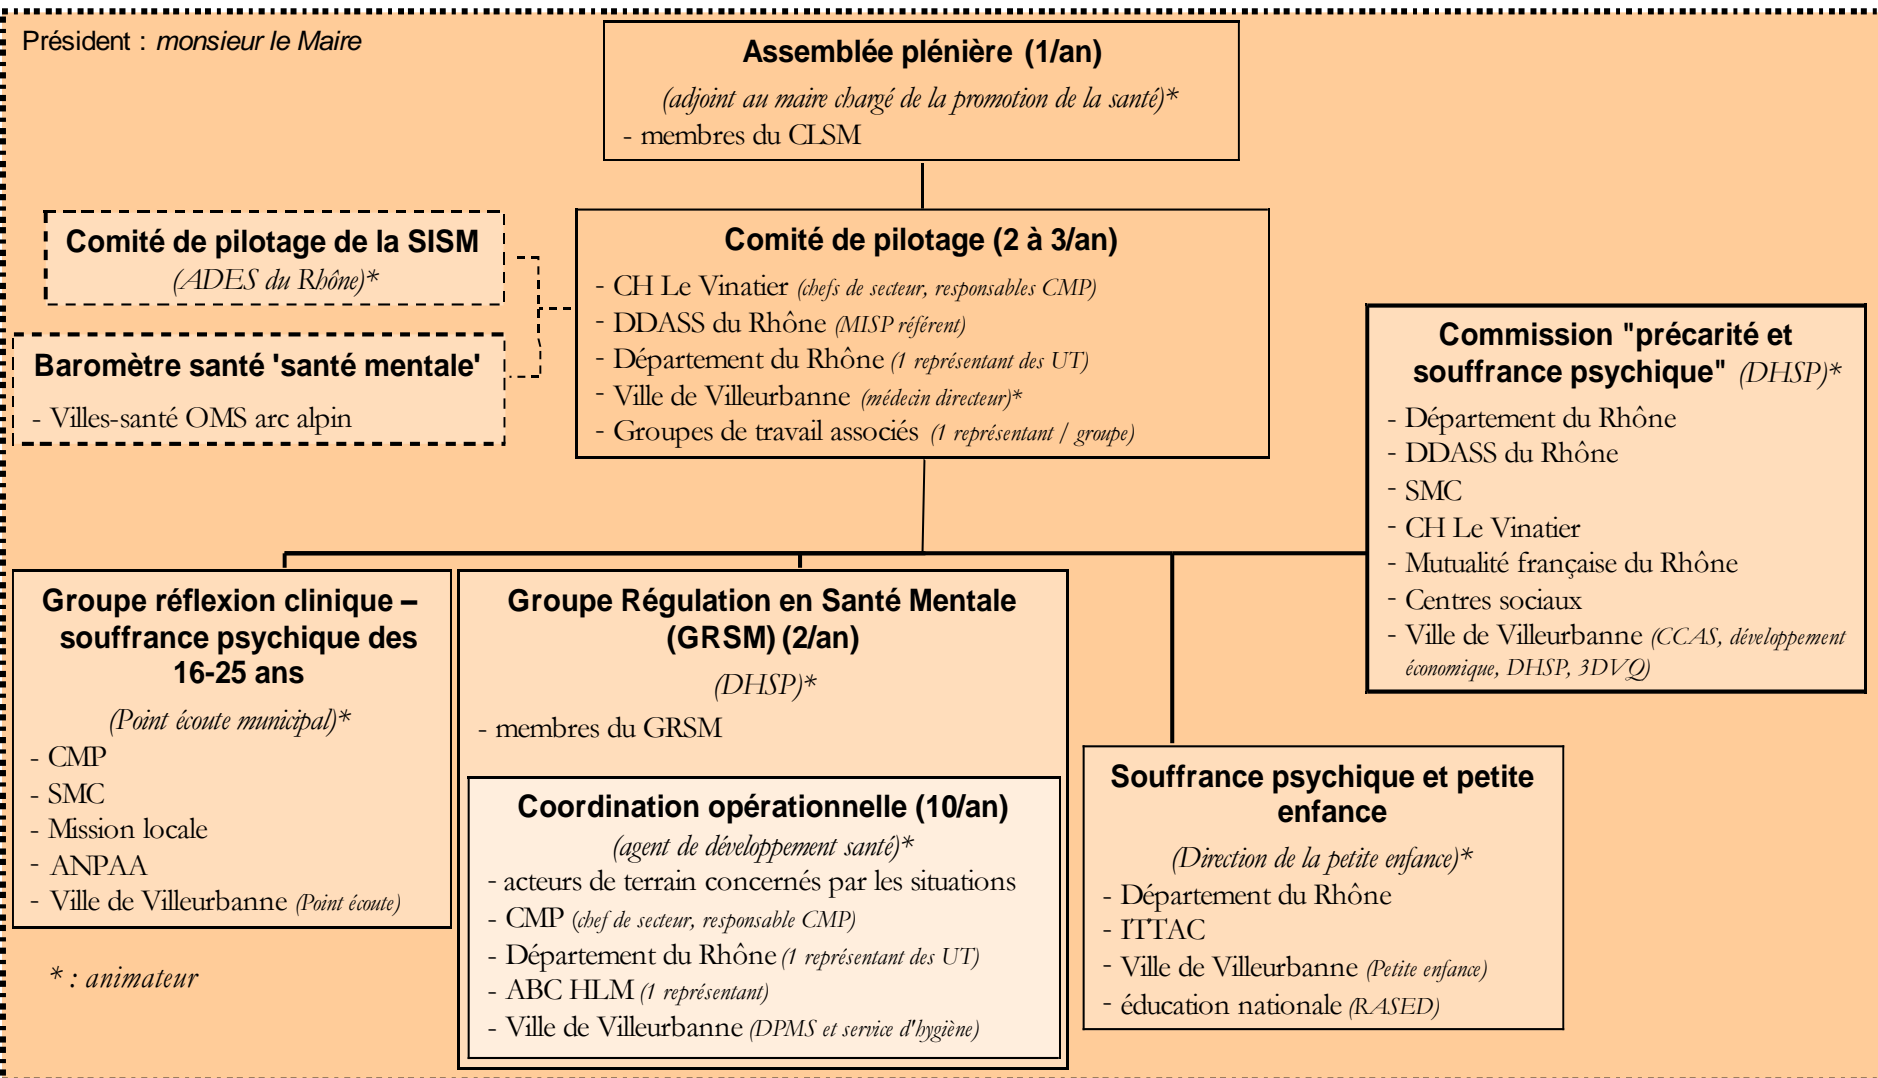 Président : monsieur le Maire
Assemblée plénière (1/an)
(adjoint au maire chargé de la promotion de la santé)*
- membres du CLSM
Comité de pilotage de la SISM
(ADES du Rhône)*
Baromètre santé 'santé mentale'
- Villes-santé OMS arc alpin
Comité de pilotage (2 à 3/an)
- CH Le Vinatier (chefs de secteur, responsables CMP)
- DDASS du Rhône (MISP référent)
- Département du Rhône (1 représentant des UT)
- Ville de Villeurbanne (médecin directeur)*
- Groupes de travail associés (1 représentant / groupe)
Commission "précarité et
souffrance psychique" (DHSP)*
- Département du Rhône
- DDASS du Rhône
- SMC
- CH Le Vinatier
- Mutualité française du Rhône
- Centres sociaux
- Ville de Villeurbanne (CCAS, développement
économique, DHSP, 3DVQ)
Groupe réflexion clinique –
souffrance psychique des
16-25 ans
(Point écoute municipal)*
- CMP
- SMC
- Mission locale
- ANPAA
- Ville de Villeurbanne (Point écoute)
* : animateur
Groupe Régulation en Santé Mentale
(GRSM) (2/an)
(DHSP)*
- membres du GRSM
Coordination opérationnelle (10/an)
(agent de développement santé)*
- acteurs de terrain concernés par les situations
- CMP (chef de secteur, responsable CMP)
- Département du Rhône (1 représentant des UT)
- ABC HLM (1 représentant)
- Ville de Villeurbanne (DPMS et service d'hygiène)
Souffrance psychique et petite
enfance
(Direction de la petite enfance)*
- Département du Rhône
- ITTAC
- Ville de Villeurbanne (Petite enfance)
- éducation nationale (RASED)